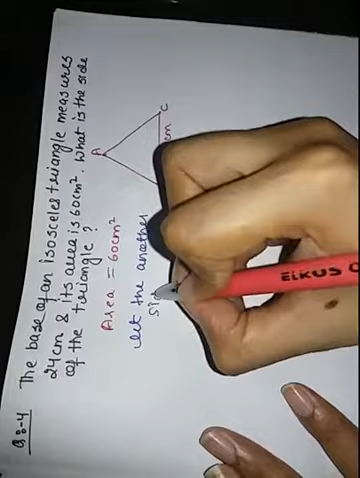 Q:-4 The base of an isosceles triangle measures
24cm & its area is 60cm². What is the side
of the triangle?
A
C
cm
Area = 60cm²
let the another
ELKOS